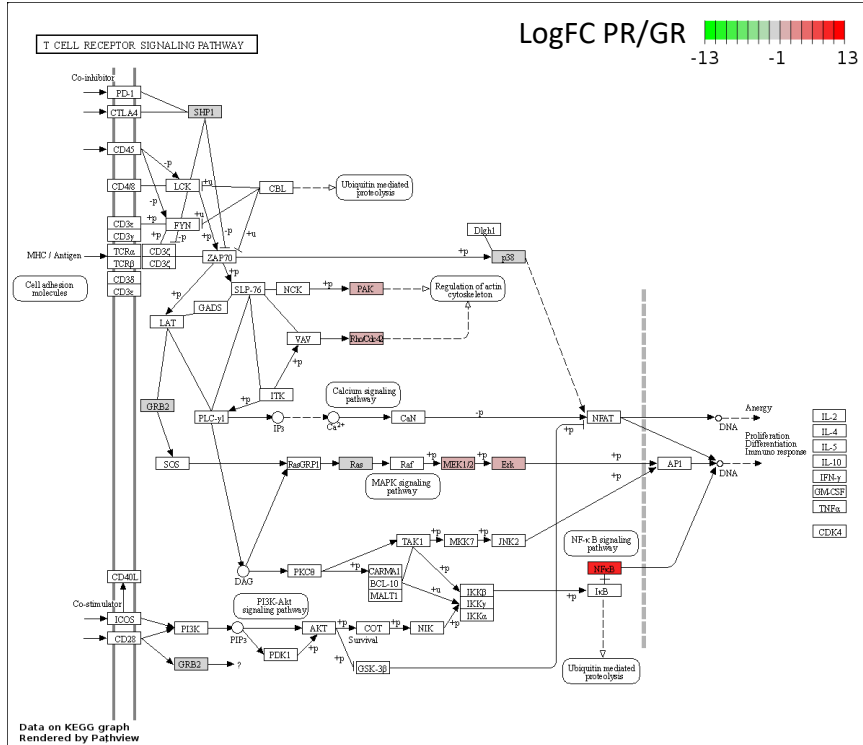 LogFC PR/GR
-13 -1 13
T CELL RECEPTOR SIGNALING PATHWAY
Co-inhibitor
PD-1
CTLA4
SHP1
CD45
-p
-p
CD4/8
LCK
+u
CBL
Ubiquitin mediated
proteolysis
CD3ε
CD3γ
+p
FYN
+u
-p
+p
-p
+u
Dlgh1
MHC / Antigen
TCRα
TCRβ
CD3ζ
CD3ζ
+p
ZAP70
+p
p38
Cell adhesion
molecules
CD3δ
CD3ε
+p
+p
SLP-76
NCK
PAK
Regulation of actin
cytoskeleton
GADS
LAT
VAV
Rho/Cdc42
+p
ITK
Calcium signaling
pathway
GRB2
+p
PLC-γ1
IP3
Ca2+
CaN
-p
NFAT
+p
DNA
Anergy
Proliferation
Differentiation
Immuno response
SOS
RasGRP1
Ras
Raf
+p
MEK1/2
+p
Erk
+p
AP1
DNA
MAPK signaling
pathway
+p
IL-2
IL-4
IL-5
IL-10
IFN-γ
GM-CSF
TNFα
CDK4
TAK1
+p
MKK7
+p
JNK2
NF-κ B signaling
pathway
DAG
PKCθ
CARMA1
BCL-10
MALT1
+p
+u
IKKβ
IKKγ
IKKα
+p
NFκB
IκB
CD40L
Co-stimulator
ICOS
CD28
PI3K-Akt
signaling pathway
PI3K
PIP3
AKT
+p
COT
+p
NIK
+p
Survival
PDK1
+p
+p
GSK-3β
GRB2
?
Ubiquitin mediated
proteolysis
Data on KEGG graph
Rendered by Pathview